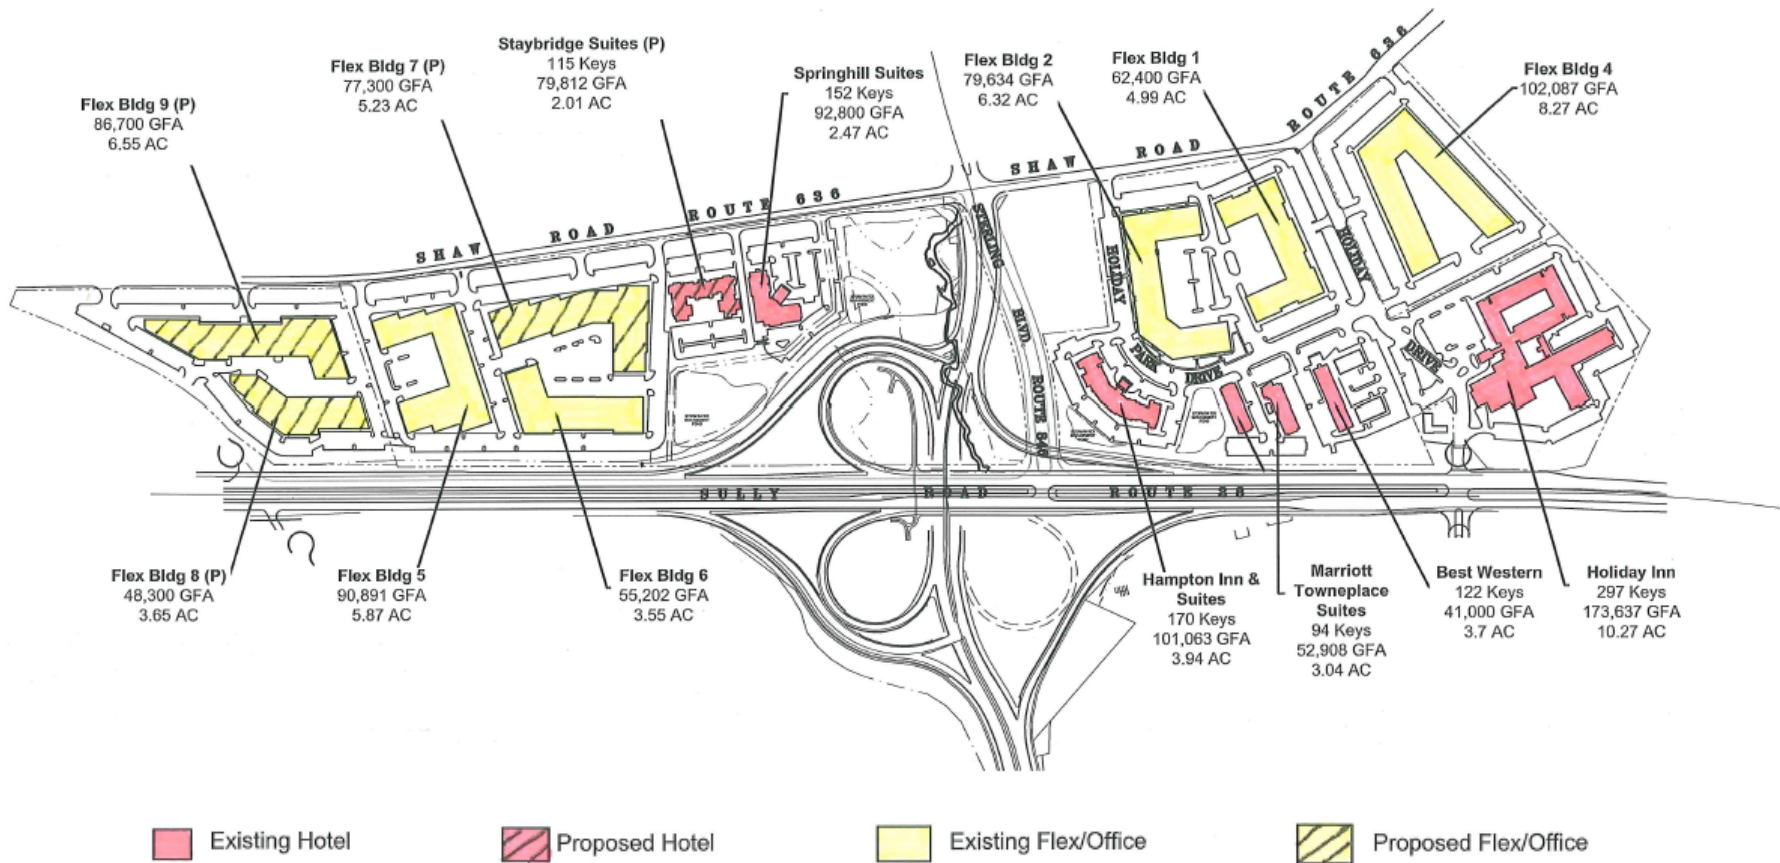 Flex Bldg 9 (P)
86,700 GFA
6.55 AC
Flex Bldg 7 (P)
77,300 GFA
5.23 AC
Staybridge Suites (P)
115 Keys
79,812 GFA
2.01 AC
Springhill Suites
152 Keys
92,800 GFA
2.47 AC
Flex Bldg 2
79,634 GFA
6.32 AC
Flex Bldg 1
62,400 GFA
4.99 AC
Flex Bldg 4
102,087 GFA
8.27 AC
SHAW ROAD ROUTE 636
SHAW ROAD ROUTE 636
STERLING BLVD. ROUTE 846
HOLIDAY PARK DRIVE
HOLIDAY DRIVE
SULLY ROAD ROUTE 28
Flex Bldg 8 (P)
48,300 GFA
3.65 AC
Flex Bldg 5
90,891 GFA
5.87 AC
Flex Bldg 6
55,202 GFA
3.55 AC
Hampton Inn &
Suites
170 Keys
101,063 GFA
3.94 AC
Marriott
Towneplace
Suites
94 Keys
52,908 GFA
3.04 AC
Best Western
122 Keys
41,000 GFA
3.7 AC
Holiday Inn
297 Keys
173,637 GFA
10.27 AC
Existing Hotel
Proposed Hotel
Existing Flex/Office
Proposed Flex/Office